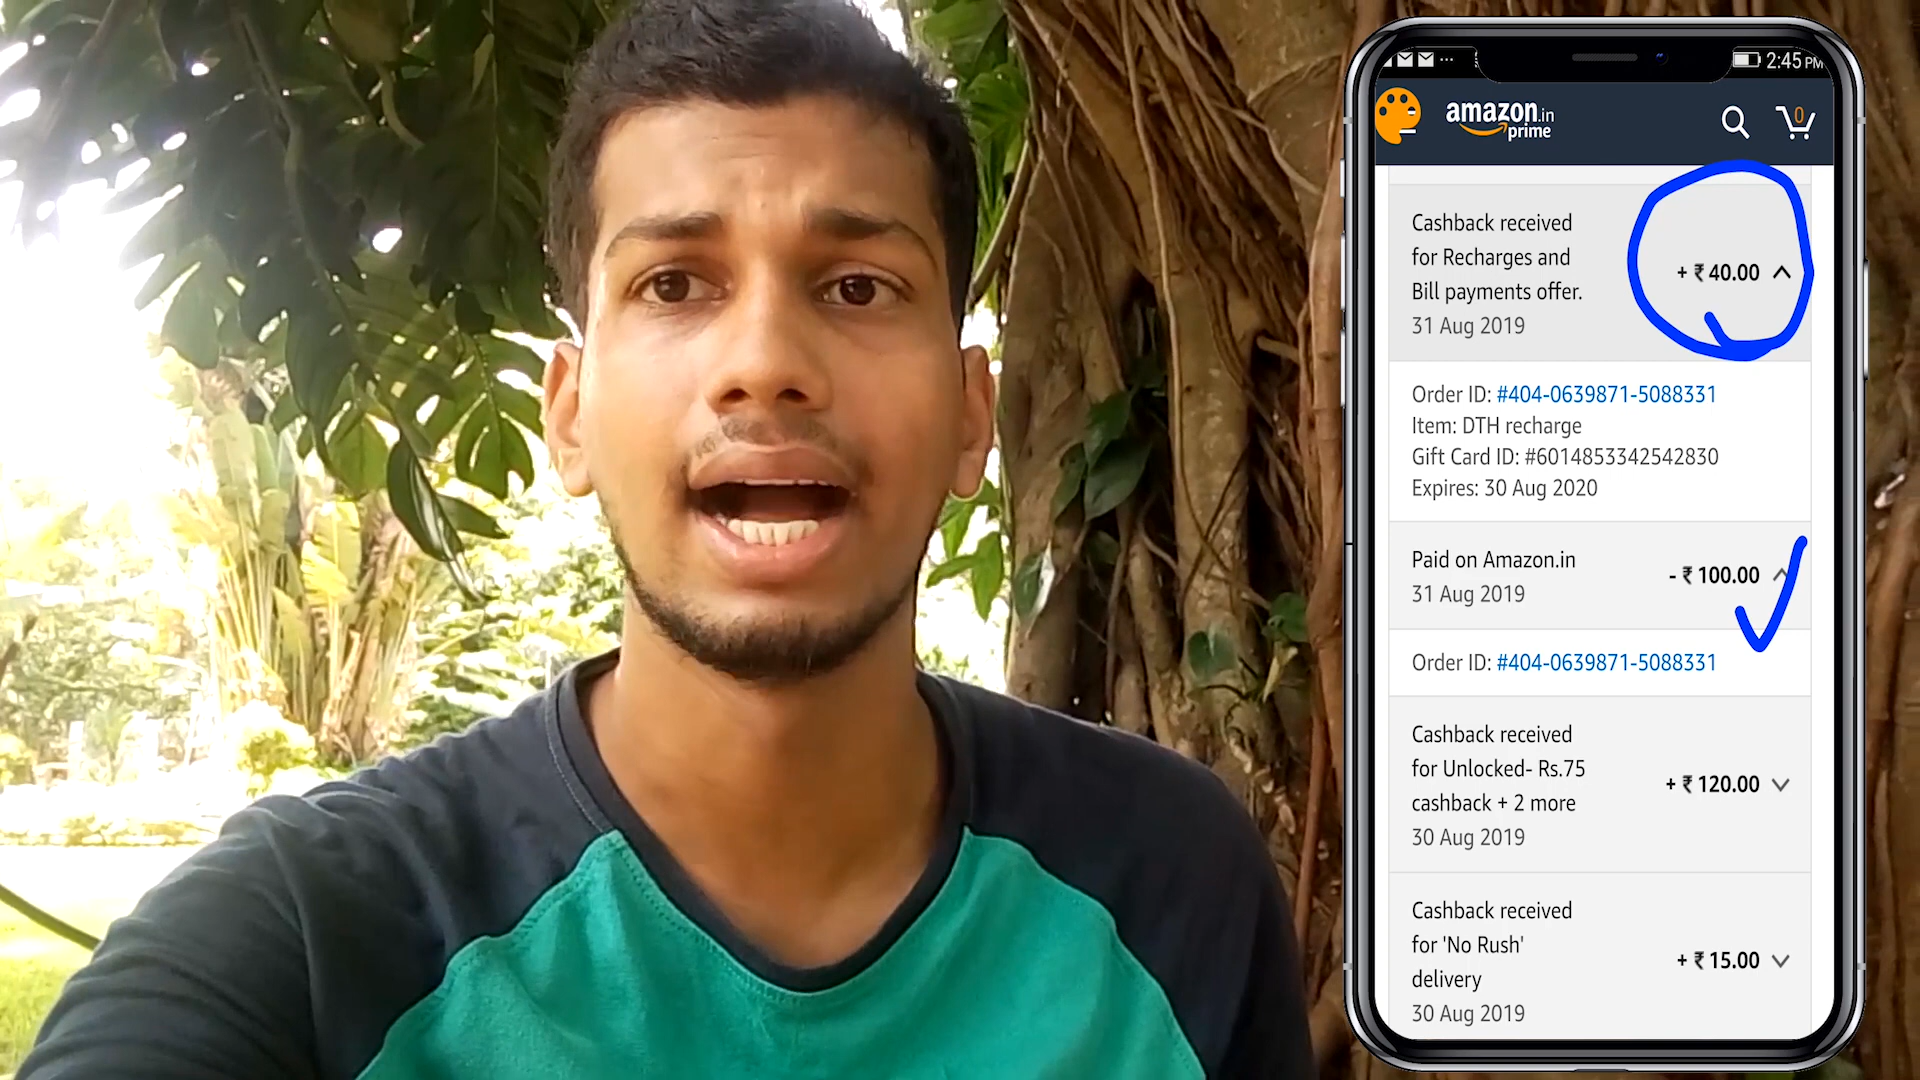 2:45 PM
amazon.in
prime
0
Cashback received
for Recharges and
Bill payments offer.
31 Aug 2019
+ ₹ 40.00
Order ID: #404-0639871-5088331
Item: DTH recharge
Gift Card ID: #6014853342542830
Expires: 30 Aug 2020
Paid on Amazon.in
31 Aug 2019
- ₹ 100.00
Order ID: #404-0639871-5088331
Cashback received
for Unlocked- Rs.75
cashback + 2 more
30 Aug 2019
+ ₹ 120.00
Cashback received
for 'No Rush'
delivery
30 Aug 2019
+ ₹ 15.00